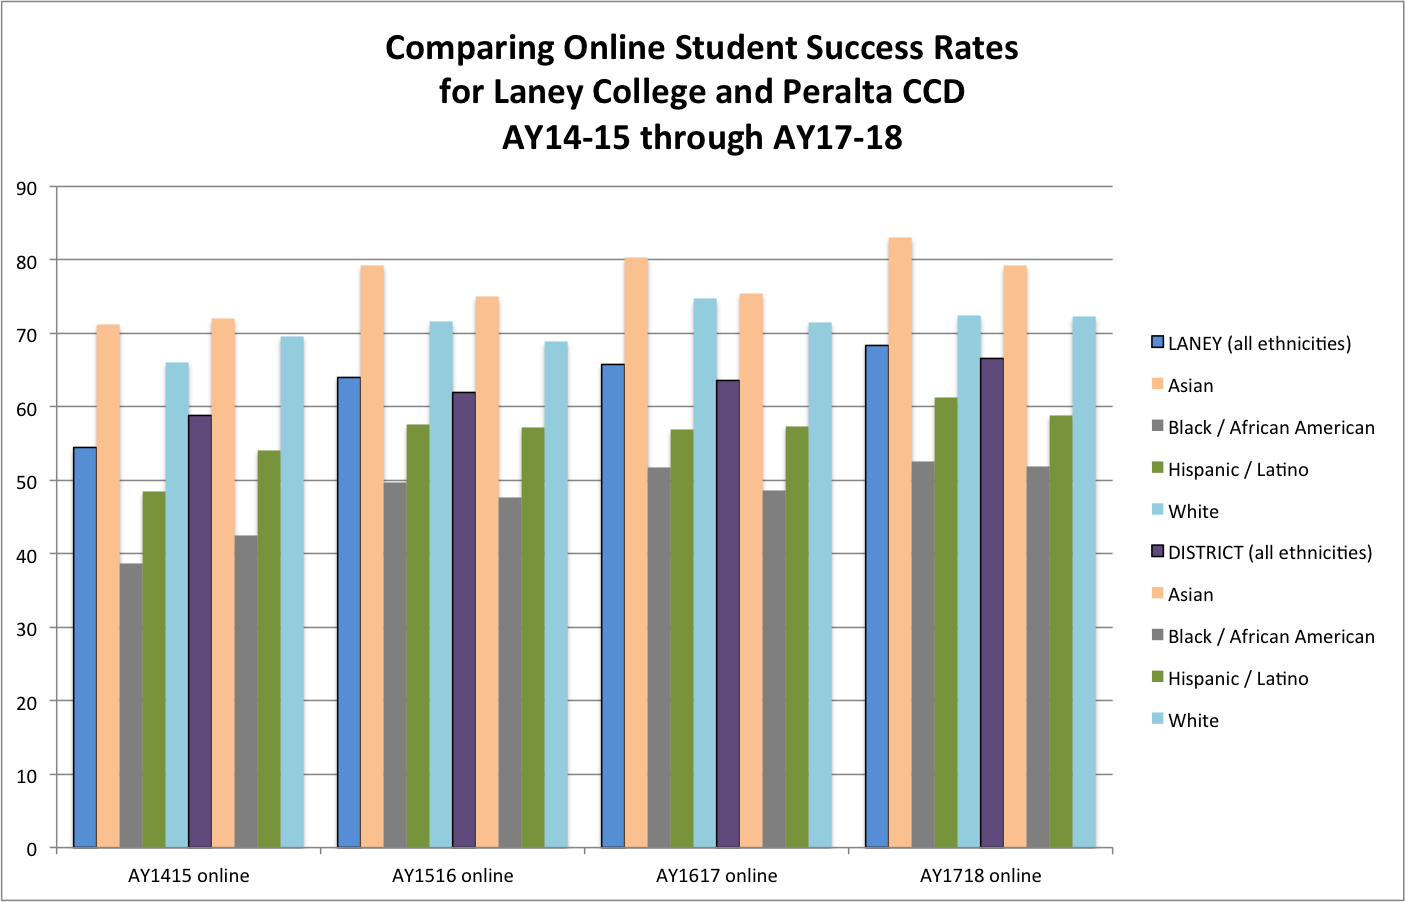 Comparing Online Student Success Rates
for Laney College and Peralta CCD
AY14-15 through AY17-18
90
80
70
60
50
40
30
20
10
0
AY1415 online
AY1516 online
AY1617 online
AY1718 online
LANEY (all ethnicities)
Asian
Black / African American
Hispanic / Latino
White
DISTRICT (all ethnicities)
Asian
Black / African American
Hispanic / Latino
White